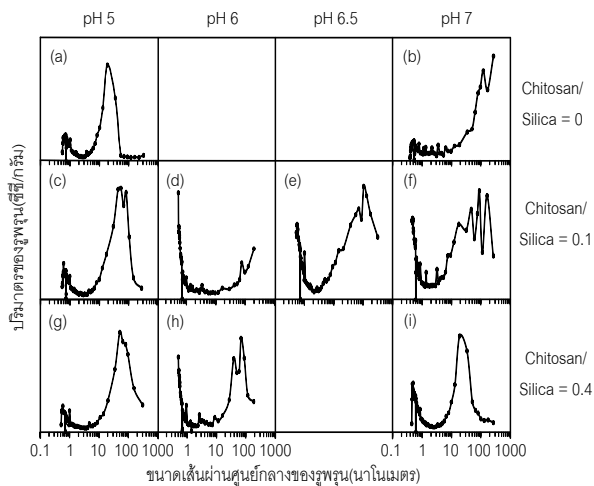 pH 5 pH 6 pH 6.5 pH 7
(a) (b)
Chitosan/
Silica = 0
(c) (d) (e) (f)
Chitosan/
Silica = 0.1
(g) (h) (i)
Chitosan/
Silica = 0.4
ปริมาตรของรูพรุน(ซีซี/กรัม)
0.1 1 10 100 1000 1 10 100 1000 0.1 1 10 100 1000
ขนาดเส้นผ่านศูนย์กลางของรูพรุน(นาโนเมตร)